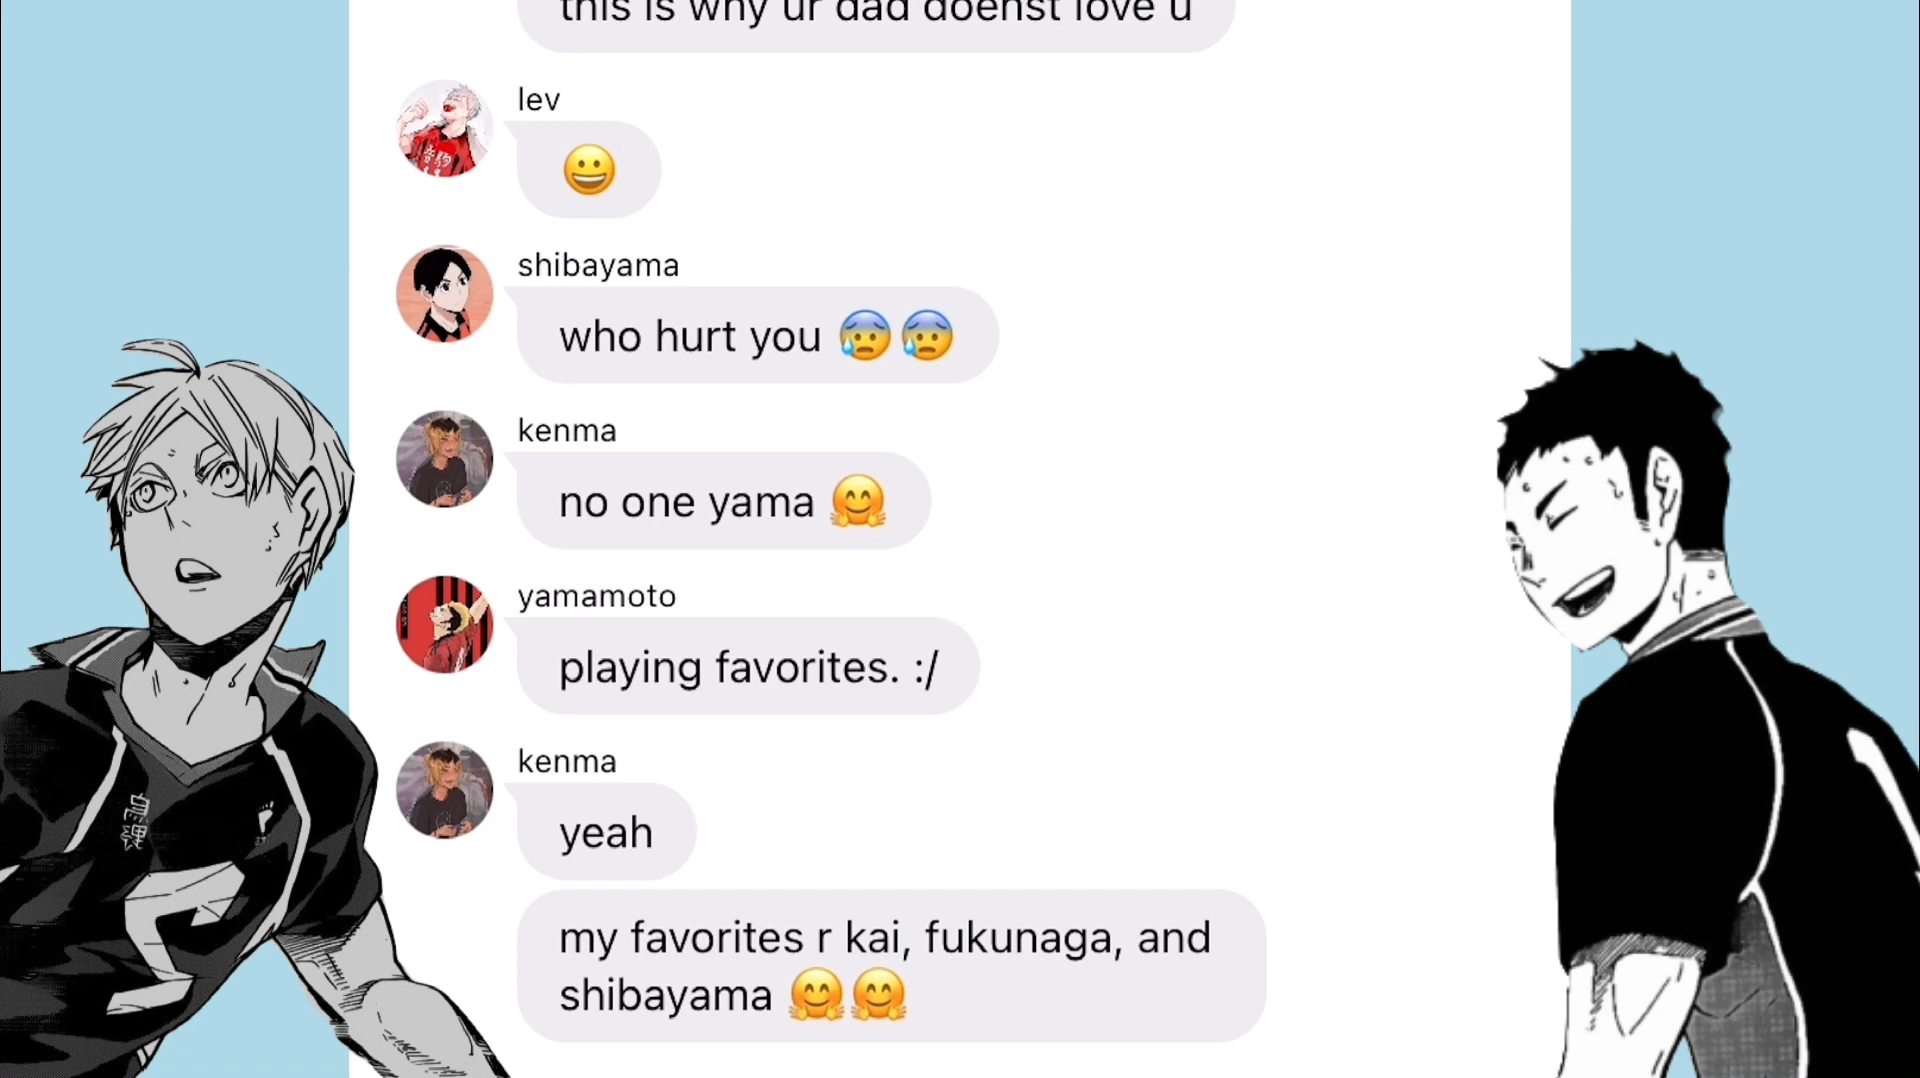 this is why ur dad doenst love u
lev
😀
shibayama
who hurt you 😰😰
kenma
no one yama 🤗
yamamoto
playing favorites. :/
kenma
yeah
my favorites r kai, fukunaga, and
shibayama 🤗🤗